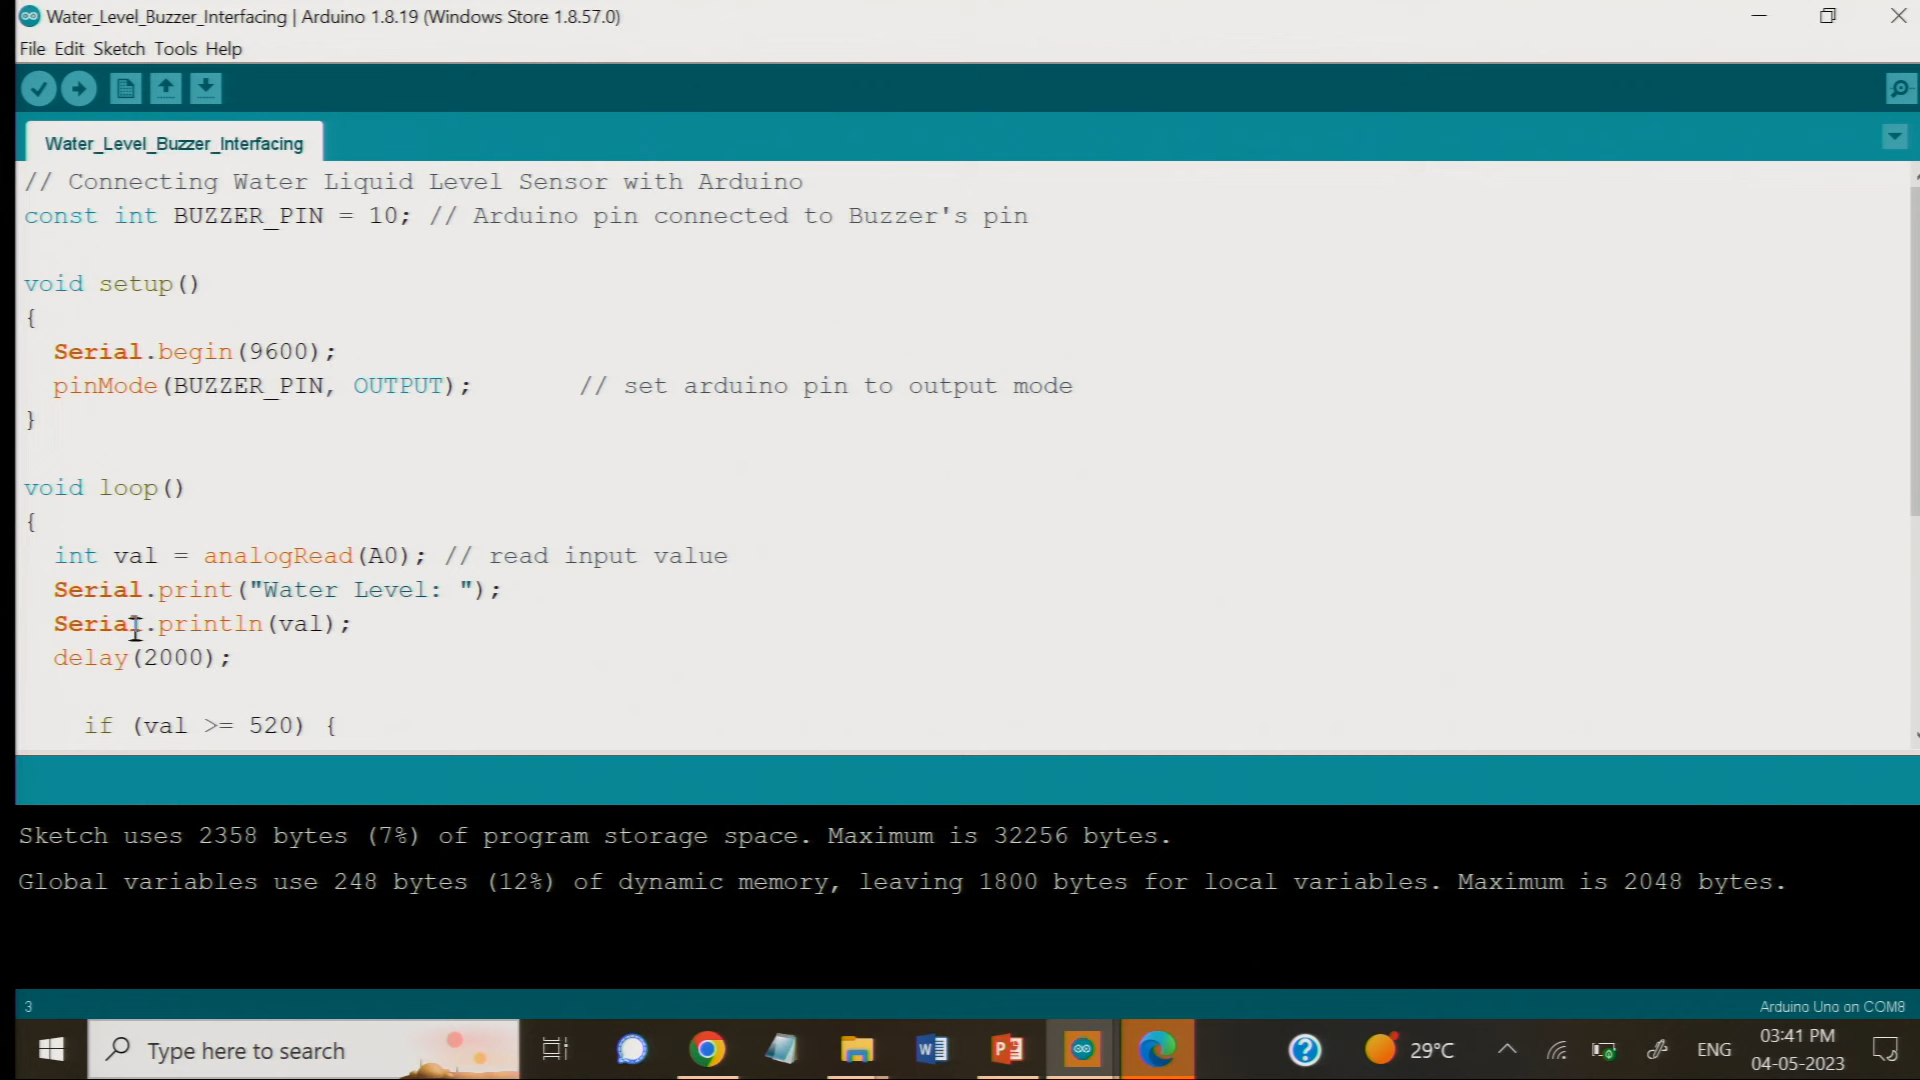 Water_Level_Buzzer_Interfacing | Arduino 1.8.19 (Windows Store 1.8.57.0)
File Edit Sketch Tools Help
Water_Level_Buzzer_Interfacing
// Connecting Water Liquid Level Sensor with Arduino
const int BUZZER_PIN = 10; // Arduino pin connected to Buzzer's pin
void setup()
{
Serial.begin(9600);
pinMode(BUZZER_PIN, OUTPUT); // set arduino pin to output mode
}
void loop()
{
int val = analogRead(A0); // read input value
Serial.print("Water Level: ");
Serial.println(val);
delay(2000);
if (val >= 520) {
Sketch uses 2358 bytes (7%) of program storage space. Maximum is 32256 bytes.
Global variables use 248 bytes (12%) of dynamic memory, leaving 1800 bytes for local variables. Maximum is 2048 bytes.
3
Arduino Uno on COM8
Type here to search
29°C
ENG
03:41 PM
04-05-2023